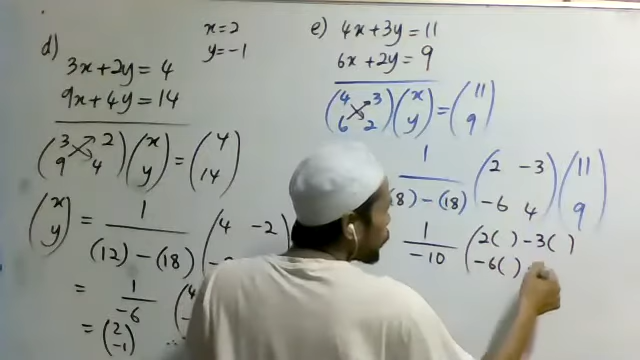 d)
3x+2y=4
9x+4y=14
(3 2
9 4)(x
y)=(4
14)
(x
y)=1/(12)-(18) (4 -2
= 1/-6 (4
=(2
-1) ∴
x=2
y=-1
e) 4x+3y=11
6x+2y=9
(4 3
6 2)(x
y)=(11
9)
1/(8)-(18) (2 -3
-6 4)(11
9)
1/-10 (2( ) -3( )
-6( )